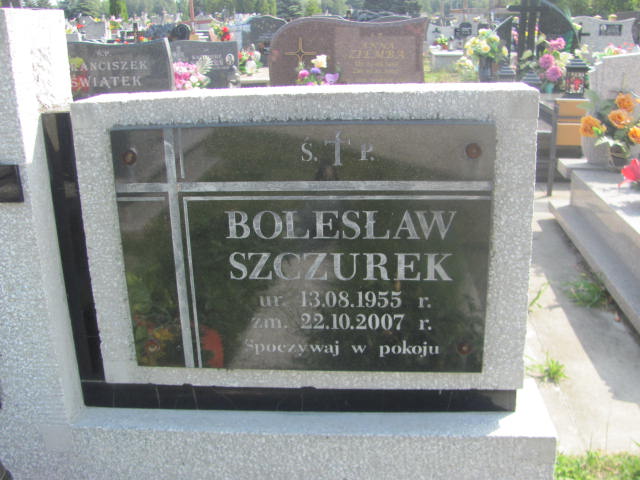 Ś. P.
BOLESŁAW
SZCZUREK
ur. 13.08.1955 r.
zm. 22.10.2007 r.
Spoczywaj w pokoju
FRANCISZEK
ŚWIĄTEK